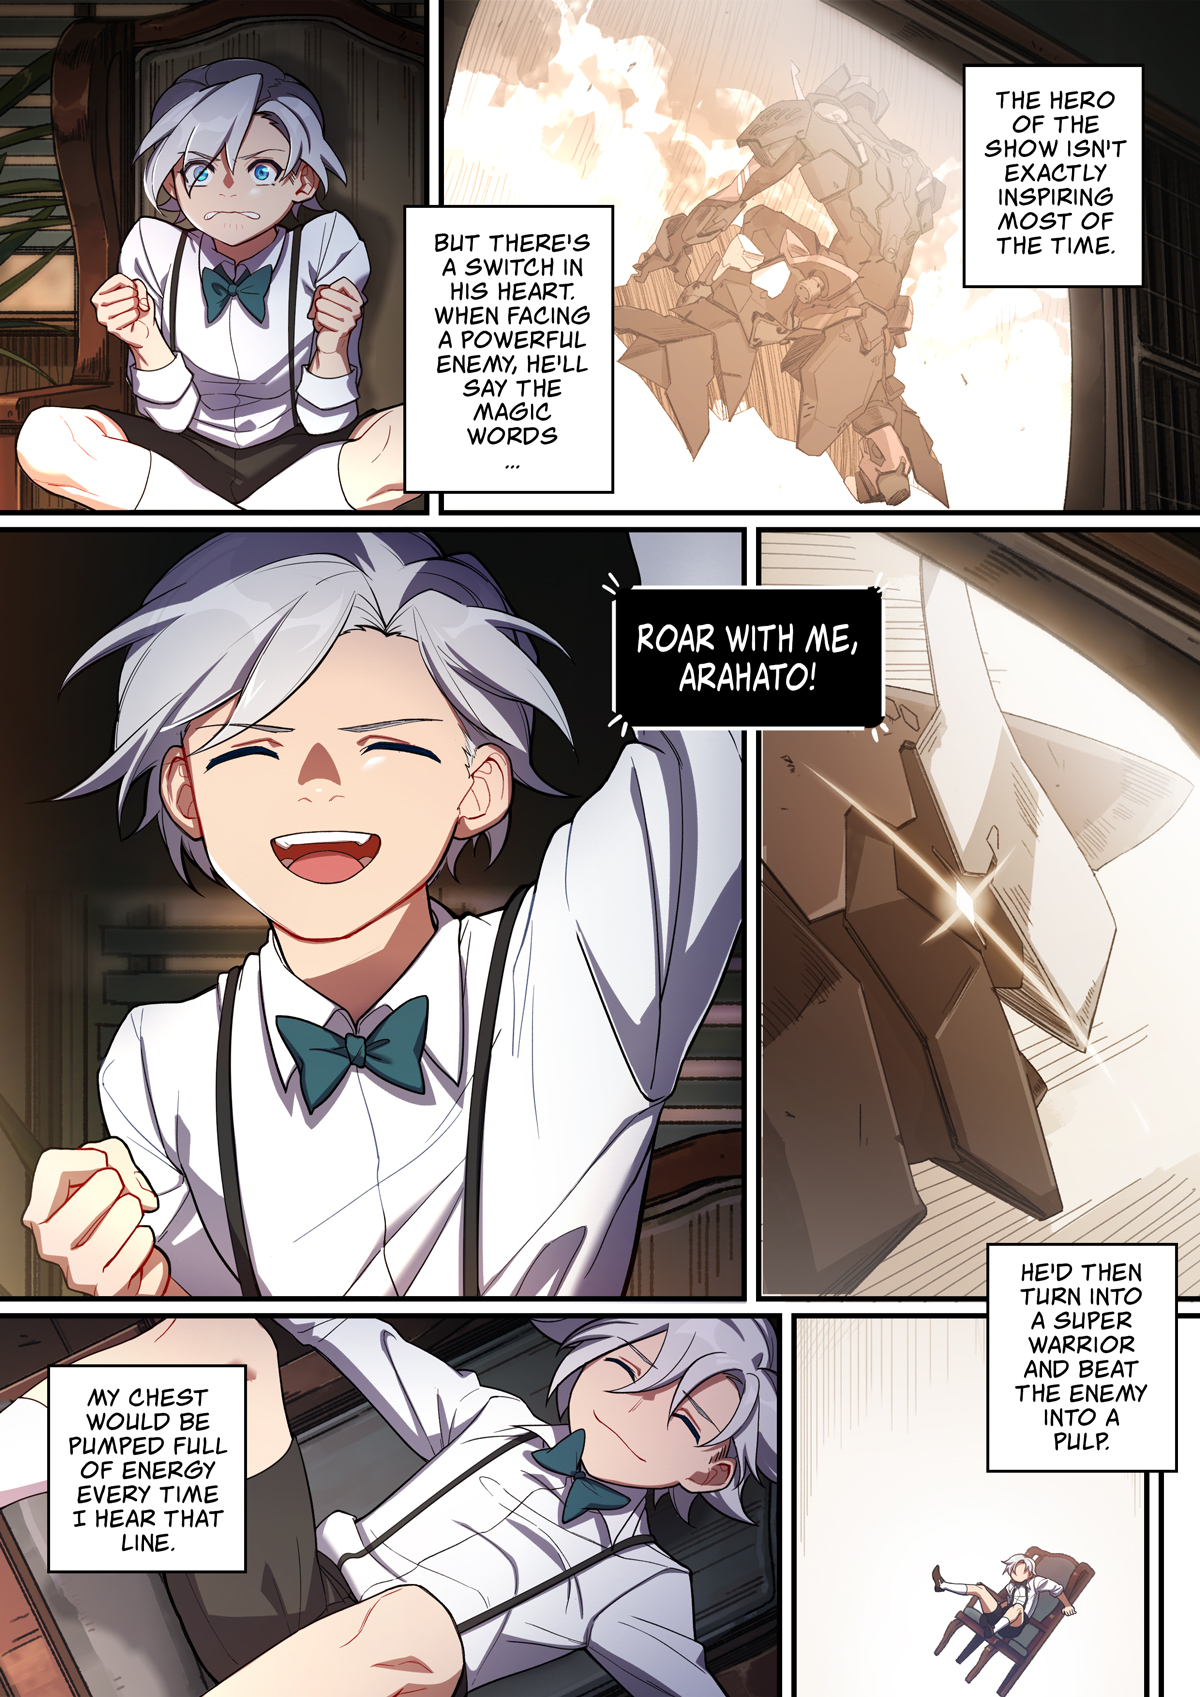 THE HERO
OF THE
SHOW ISN'T
EXACTLY
INSPIRING
MOST OF
THE TIME.
BUT THERE'S
A SWITCH IN
HIS HEART.
WHEN FACING
A POWERFUL
ENEMY, HE'LL
SAY THE
MAGIC
WORDS
...
ROAR WITH ME,
ARAHATO!
HE'D THEN
TURN INTO
A SUPER
WARRIOR
AND BEAT
THE ENEMY
INTO A
PULP.
MY CHEST
WOULD BE
PUMPED FULL
OF ENERGY
EVERY TIME
I HEAR THAT
LINE.